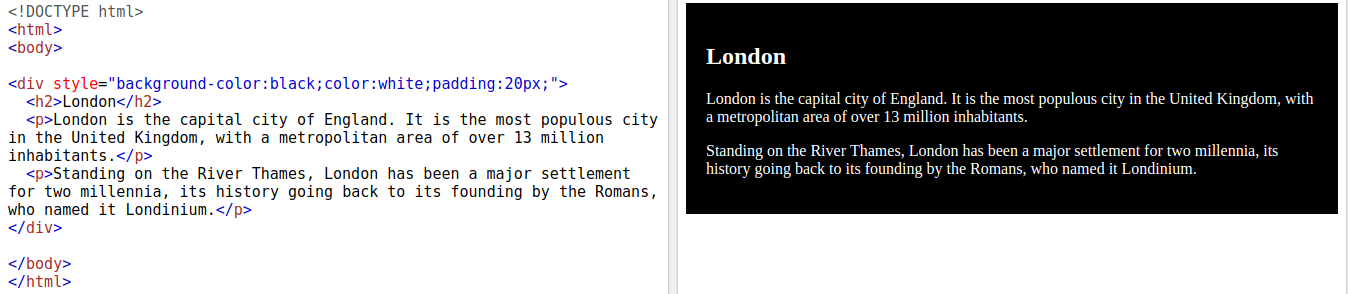 <!DOCTYPE html>
<html>
<body>
<div style="background-color:black;color:white;padding:20px;">
<h2>London</h2>
<p>London is the capital city of England. It is the most populous city
in the United Kingdom, with a metropolitan area of over 13 million
inhabitants.</p>
<p>Standing on the River Thames, London has been a major settlement
for two millennia, its history going back to its founding by the Romans,
who named it Londinium.</p>
</div>
</body>
</html>
London
London is the capital city of England. It is the most populous city in the United Kingdom, with
a metropolitan area of over 13 million inhabitants.
Standing on the River Thames, London has been a major settlement for two millennia, its
history going back to its founding by the Romans, who named it Londinium.